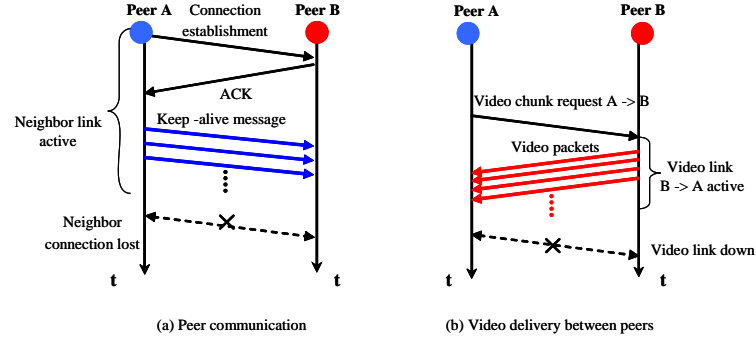 Peer A
Peer B
Connection
establishment
ACK
Neighbor link
active
Keep -alive message
Neighbor
connection lost
t
t
(a) Peer communication
Peer A
Peer B
Video chunk request A -> B
Video packets
Video link
B -> A active
Video link down
t
t
(b) Video delivery between peers